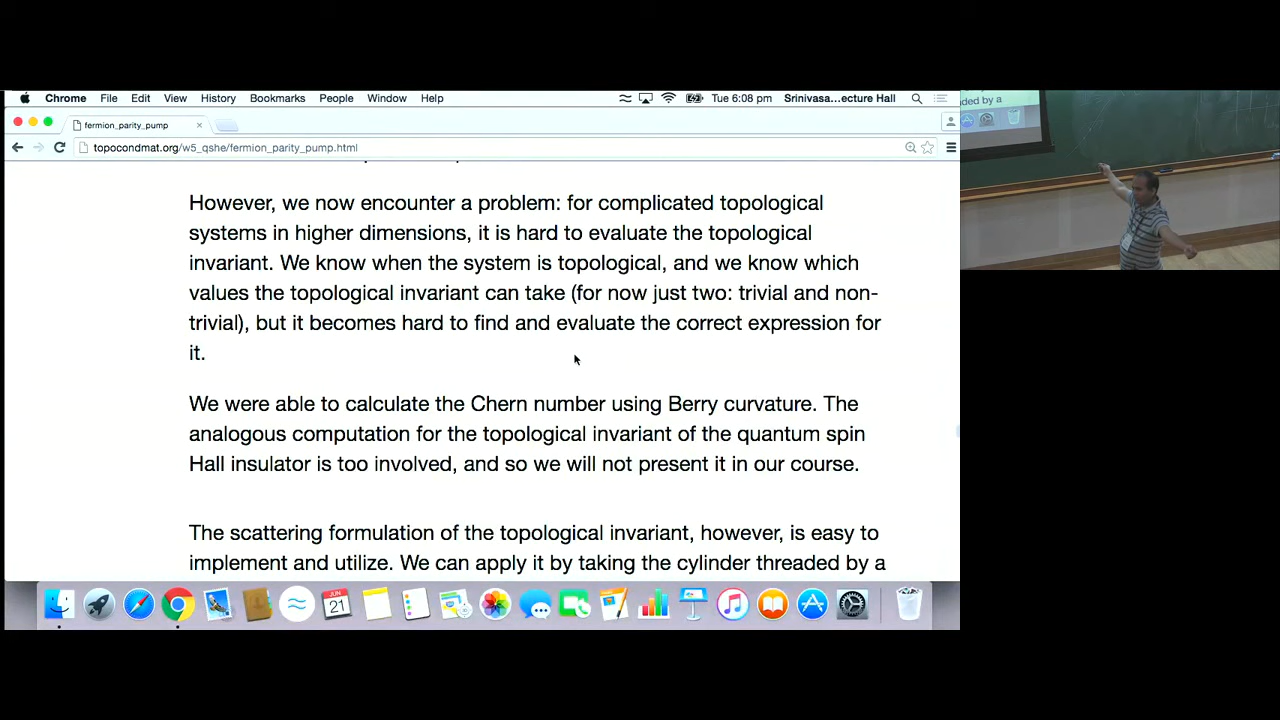 Chrome File Edit View History Bookmarks People Window Help Tue 6:08 pm Srinivasa...ecture Hall
fermion_parity_pump
topocondmat.org/w5_qshe/fermion_parity_pump.html
However, we now encounter a problem: for complicated topological
systems in higher dimensions, it is hard to evaluate the topological
invariant. We know when the system is topological, and we know which
values the topological invariant can take (for now just two: trivial and non-
trivial), but it becomes hard to find and evaluate the correct expression for
it.
We were able to calculate the Chern number using Berry curvature. The
analogous computation for the topological invariant of the quantum spin
Hall insulator is too involved, and so we will not present it in our course.
The scattering formulation of the topological invariant, however, is easy to
implement and utilize. We can apply it by taking the cylinder threaded by a
JUN
21
ded by a